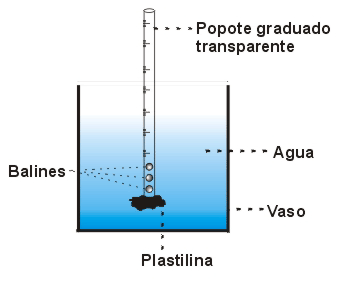 Popote graduado
transparente
Agua
Balines
Vaso
Plastilina